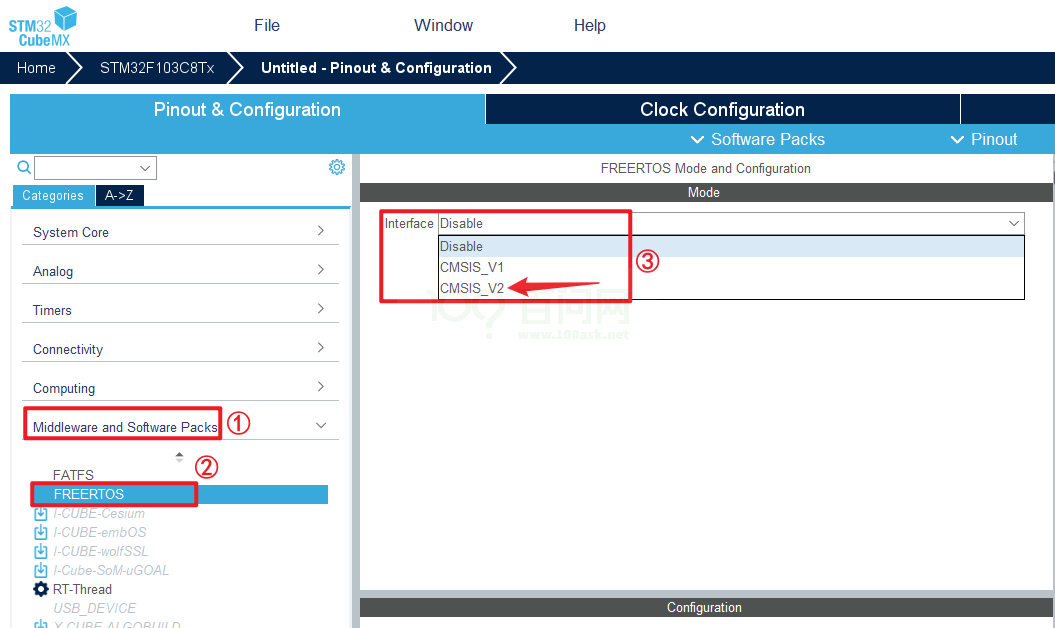 STM32
CubeMX
File
Window
Help
Home
STM32F103C8Tx
Untitled - Pinout & Configuration
Pinout & Configuration
Clock Configuration
Software Packs
Pinout
Categories
A->Z
System Core
Analog
Timers
Connectivity
Computing
Middleware and Software Packs
①
②
FATFS
FREERTOS
I-CUBE-Cesium
I-CUBE-embOS
I-CUBE-wolfSSL
I-Cube-SoM-uGOAL
RT-Thread
USB_DEVICE
X-CUBE-ALGOBUILD
FREERTOS Mode and Configuration
Mode
Interface Disable
Disable
CMSIS_V1
CMSIS_V2
③
百问网
www.100ask.net
Configuration